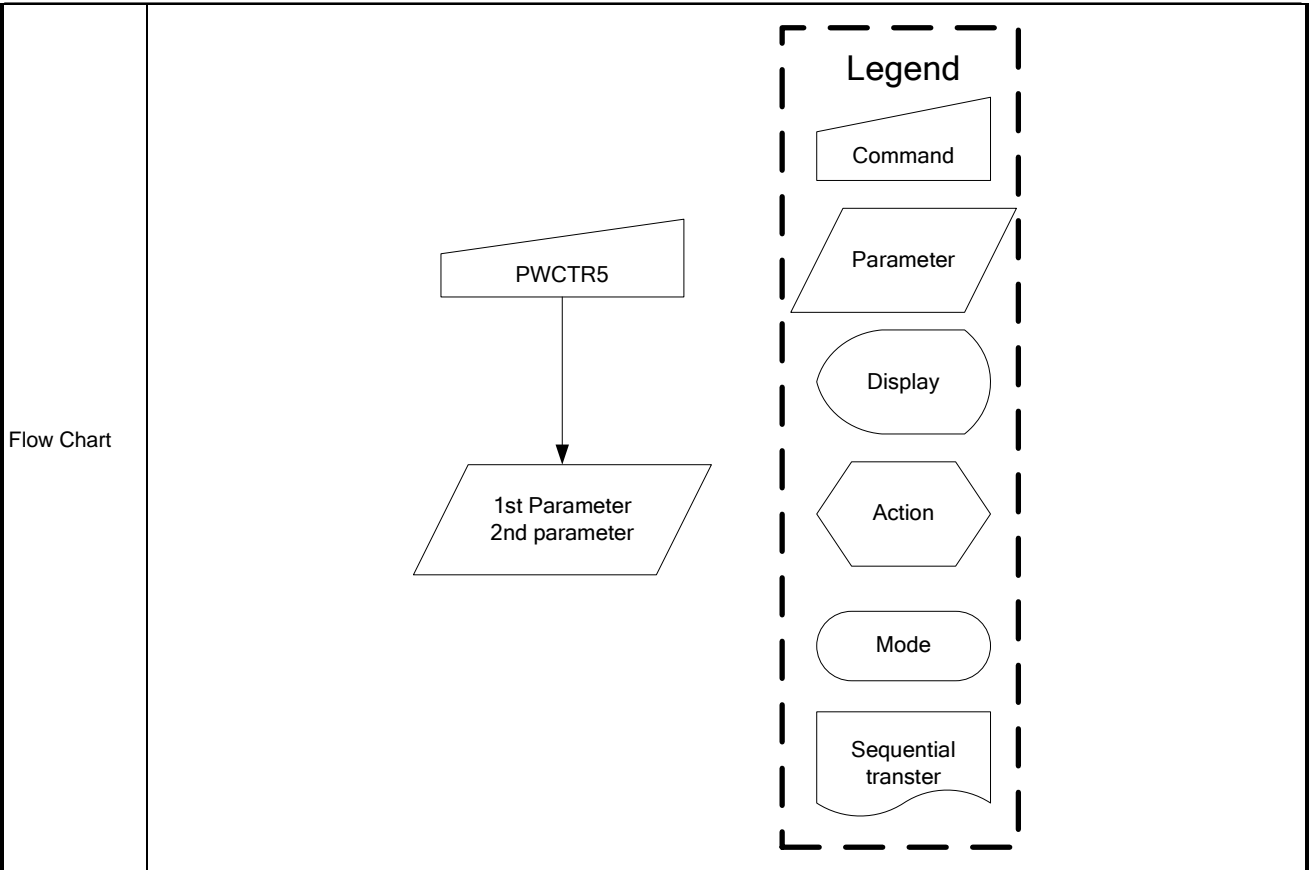 Flow Chart
PWCTR5
1st Parameter
2nd parameter
Legend
Command
Parameter
Display
Action
Mode
Sequential
transter